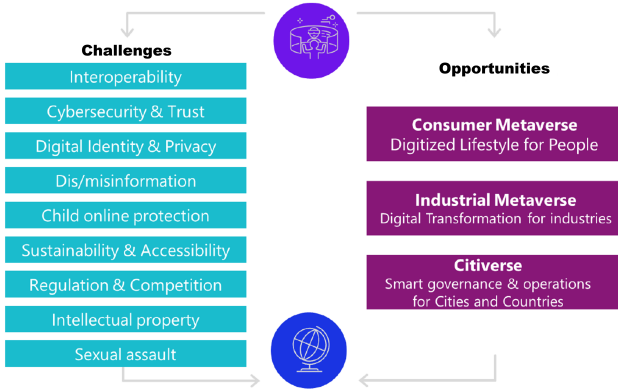 Challenges
Interoperability
Cybersecurity & Trust
Digital Identity & Privacy
Dis/misinformation
Child online protection
Sustainability & Accessibility
Regulation & Competition
Intellectual property
Sexual assault
Opportunities
Consumer Metaverse
Digitized Lifestyle for People
Industrial Metaverse
Digital Transformation for industries
Citiverse
Smart governance & operations
for Cities and Countries